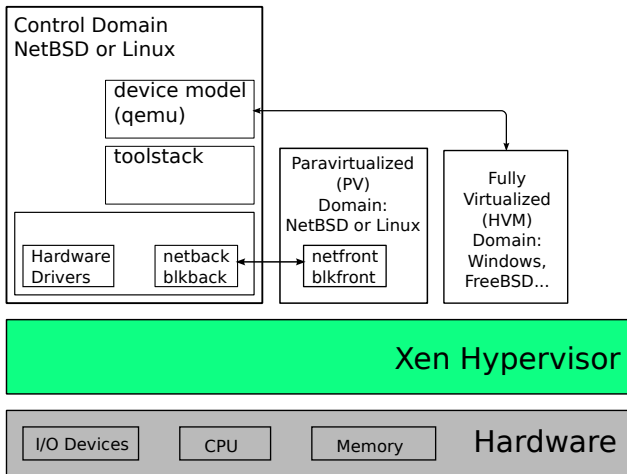 Control Domain
NetBSD or Linux
device model
(qemu)
toolstack
Hardware
Drivers
netback
blkback
Paravirtualized
(PV)
Domain:
NetBSD or Linux
netfront
blkfront
Fully
Virtualized
(HVM)
Domain:
Windows,
FreeBSD...
Xen Hypervisor
I/O Devices
CPU
Memory
Hardware